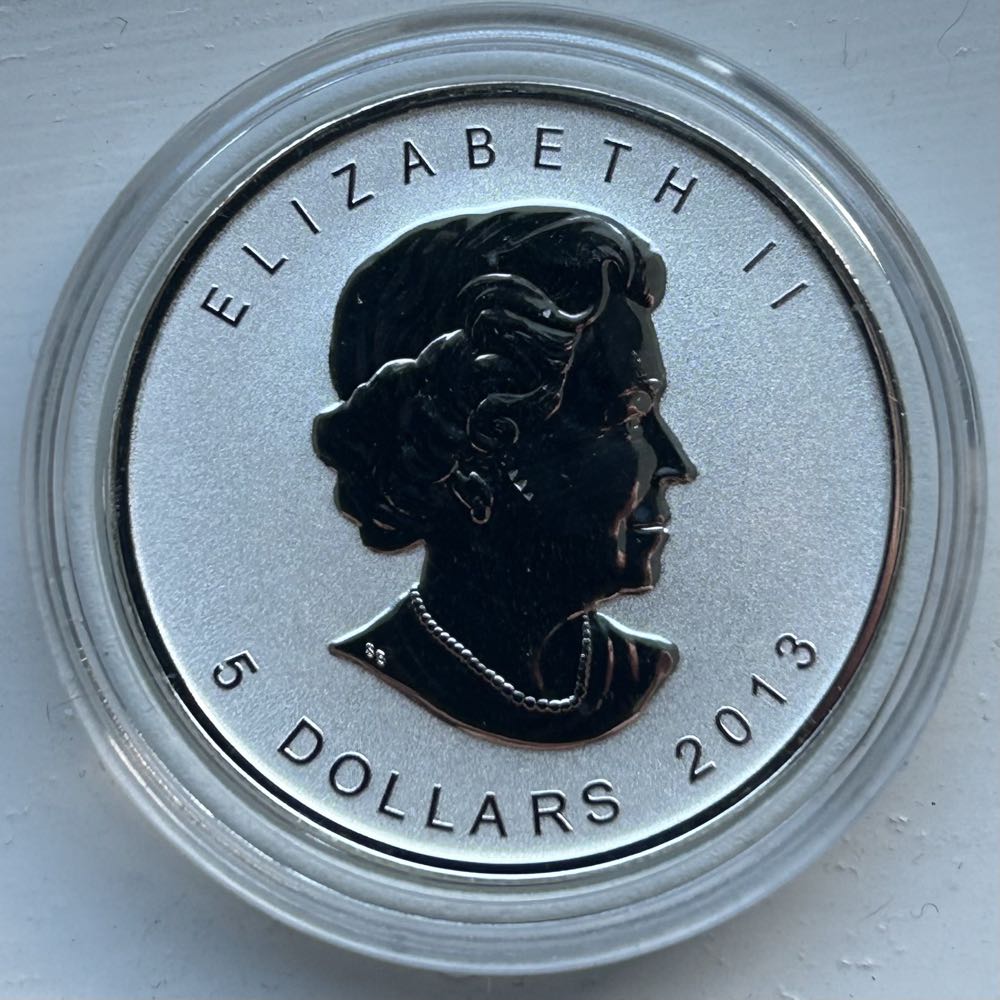 ELIZABETH II
SB
5 DOLLARS 2013